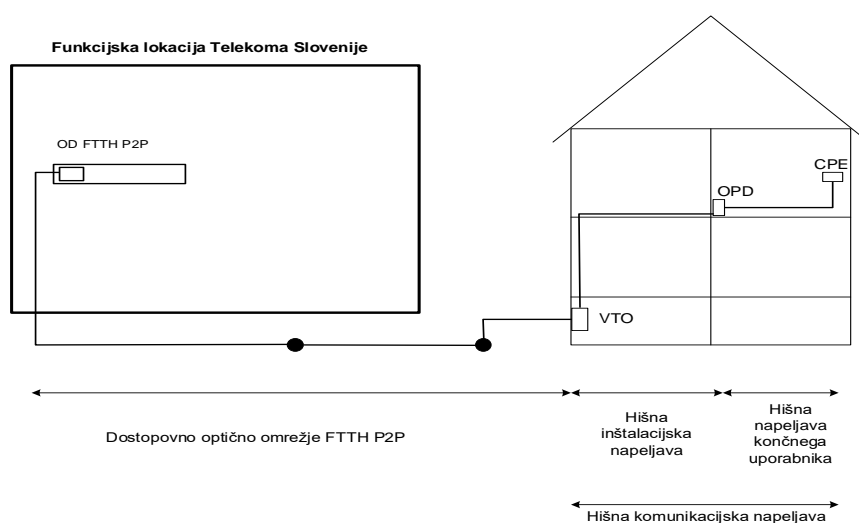 Funkcijska lokacija Telekoma Slovenije
OD FTTH P2P
CPE
OPD
VTO
Dostopovno optično omrežje FTTH P2P
Hišna
inštalacijska
napeljava
Hišna
napeljava
končnega
uporabnika
Hišna komunikacijska napeljava